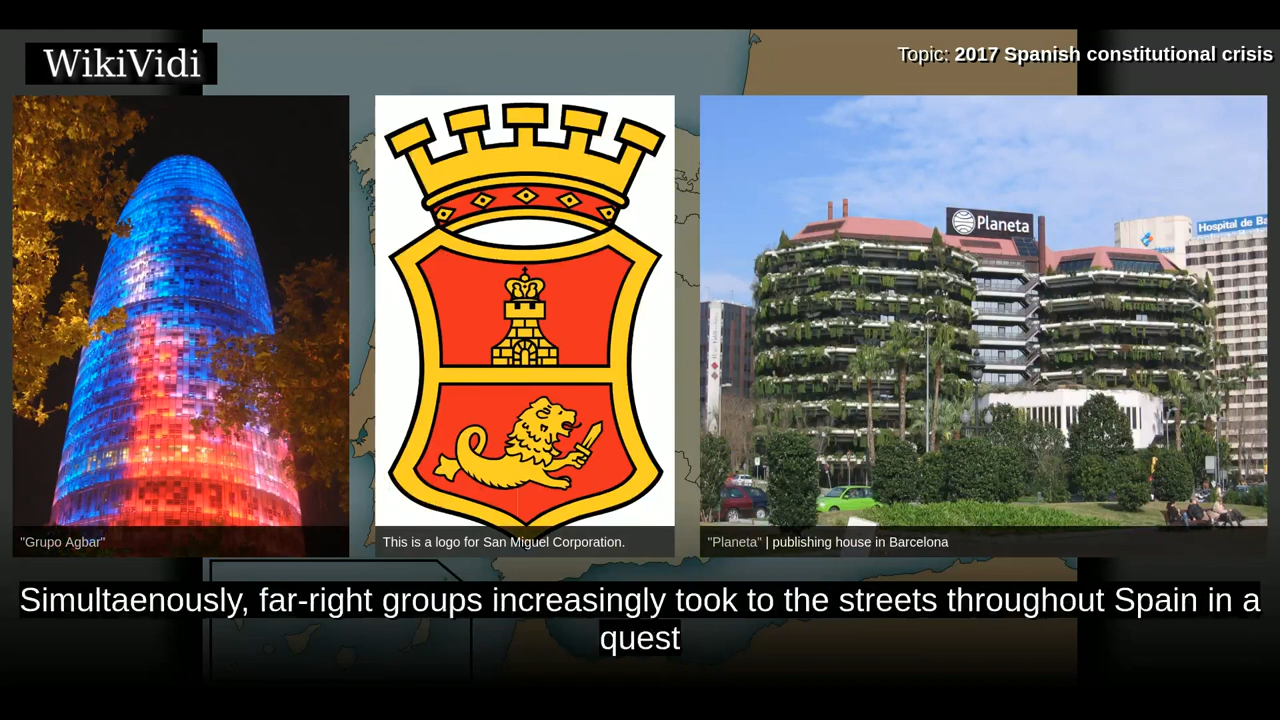 WikiVidi
Topic: 2017 Spanish constitutional crisis
Planeta
Hospital de Ba
"Grupo Agbar"
This is a logo for San Miguel Corporation.
"Planeta" | publishing house in Barcelona
Simultaenously, far-right groups increasingly took to the streets throughout Spain in a
quest